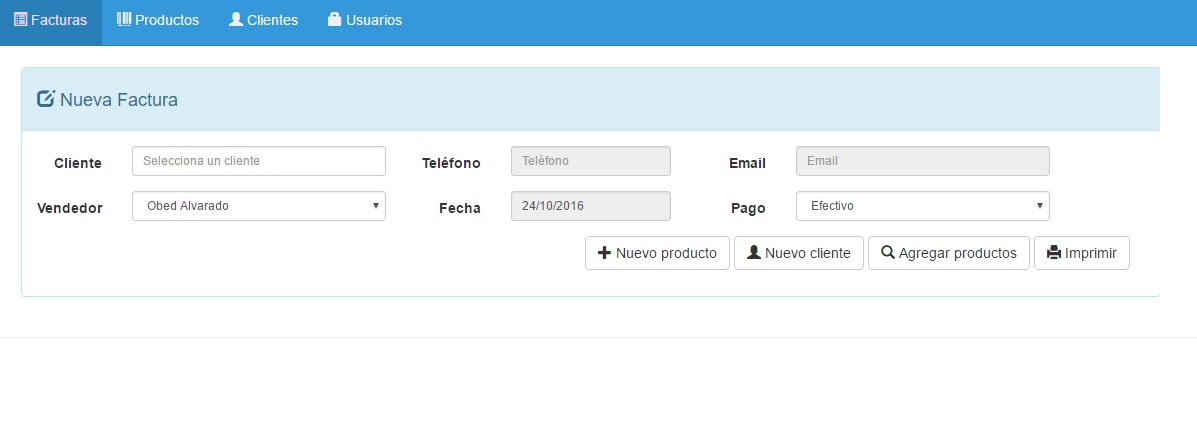 Facturas Productos Clientes Usuarios
Nueva Factura
Cliente Selecciona un cliente Teléfono Teléfono Email Email
Vendedor Obed Alvarado Fecha 24/10/2016 Pago Efectivo
Nuevo producto Nuevo cliente Agregar productos Imprimir